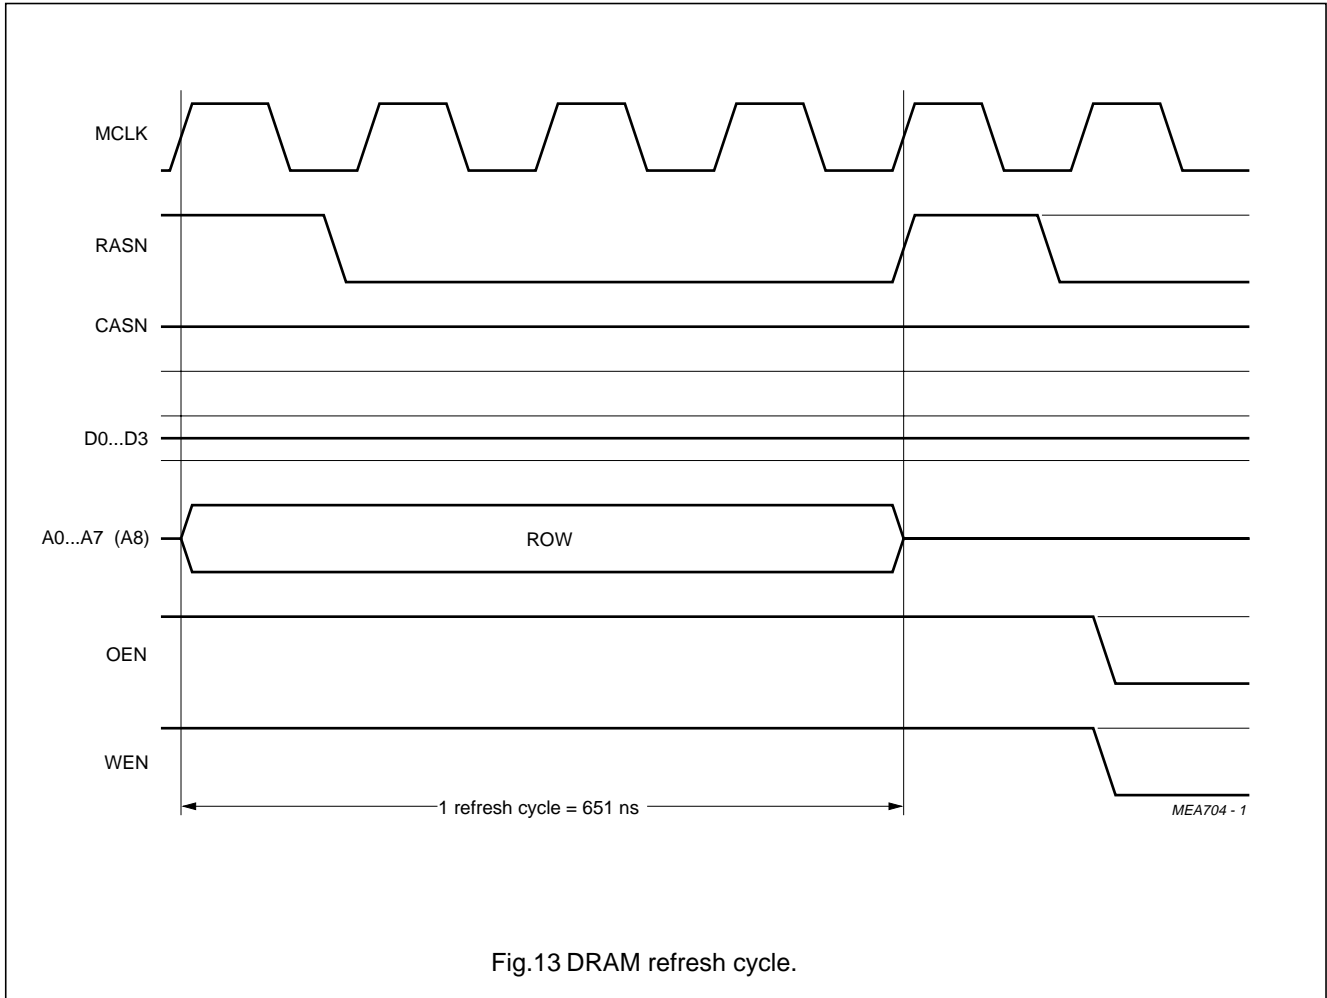 MCLK
RASN
CASN
D0...D3
A0...A7 (A8)
ROW
OEN
WEN
1 refresh cycle = 651 ns
MEA704 - 1
Fig.13 DRAM refresh cycle.